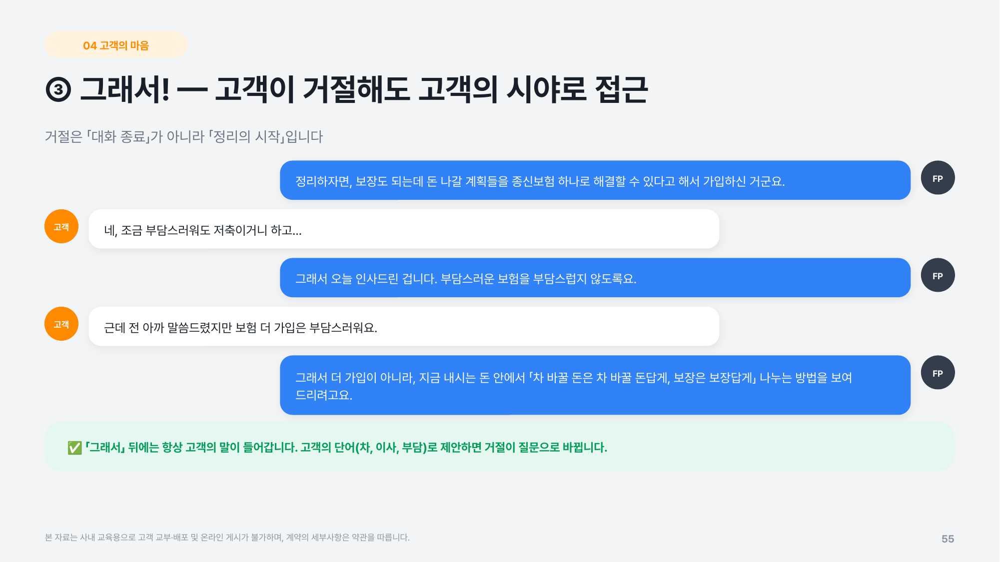 04 고객의 마음
③ 그래서! — 고객이 거절해도 고객의 시야로 접근
거절은 「대화 종료」가 아니라 「정리의 시작」입니다
정리하자면, 보장도 되는데 돈 나갈 계획들을 종신보험 하나로 해결할 수 있다고 해서 가입하신 거군요.
FP
고객
네, 조금 부담스러워도 저축이거니 하고...
그래서 오늘 인사드린 겁니다. 부담스러운 보험을 부담스럽지 않도록요.
FP
고객
근데 전 아까 말씀드렸지만 보험 더 가입은 부담스러워요.
그래서 더 가입이 아니라, 지금 내시는 돈 안에서 「차 바꿀 돈은 차 바꿀 돈답게, 보장은 보장답게」 나누는 방법을 보여
드리려고요.
FP
✅ 「그래서」 뒤에는 항상 고객의 말이 들어갑니다. 고객의 단어(차, 이사, 부담)로 제안하면 거절이 질문으로 바뀝니다.
본 자료는 사내 교육용으로 고객 교부·배포 및 온라인 게시가 불가하며, 계약의 세부사항은 약관을 따릅니다.
55